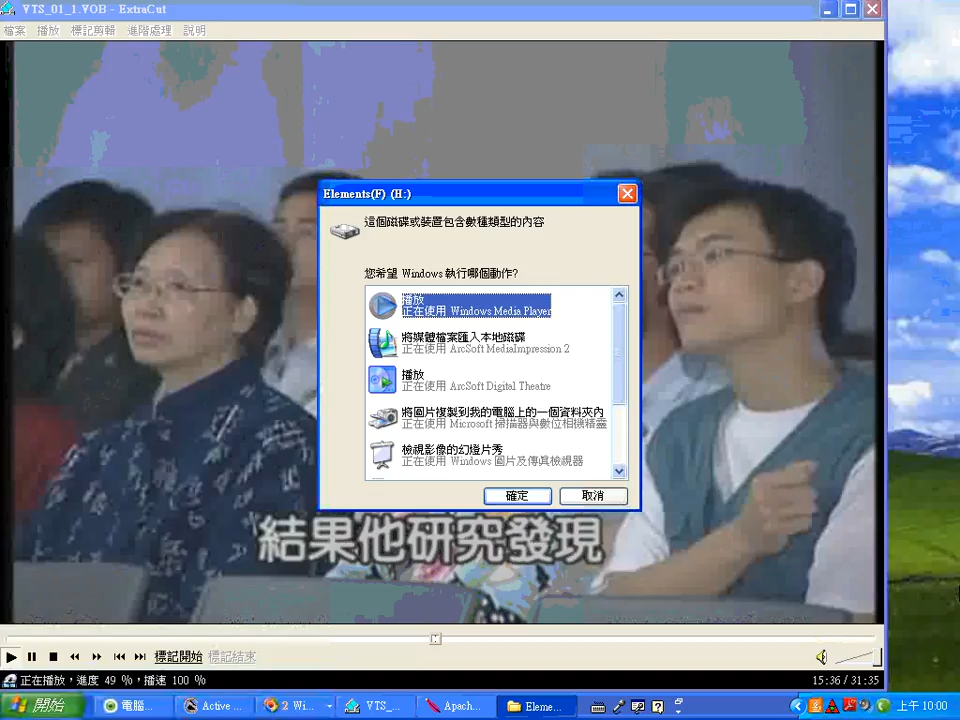 VTS_01_1.VOB - ExtraCut
檔案 播放 標記剪輯 進階處理 說明
Elements(F) (H:)
這個磁碟或裝置包含數種類型的內容
您希望 Windows 執行哪個動作?
播放
正在使用 Windows Media Player
將媒體檔案匯入本地磁碟
正在使用 ArcSoft MediaImpression 2
播放
正在使用 ArcSoft Digital Theatre
將圖片複製到我的電腦上的一個資料夾內
正在使用 Microsoft 掃描器與數位相機精靈
檢視影像的幻燈片秀
正在使用 Windows 圖片及傳真檢視器
確定 取消
結果他研究發現
標記開始 標記結束
正在播放，進度 49 %，播速 100 % 15:36 / 31:35
開始 電腦... Active ... 2 Wi... VTS_... Apach... Eleme... 上午 10:00